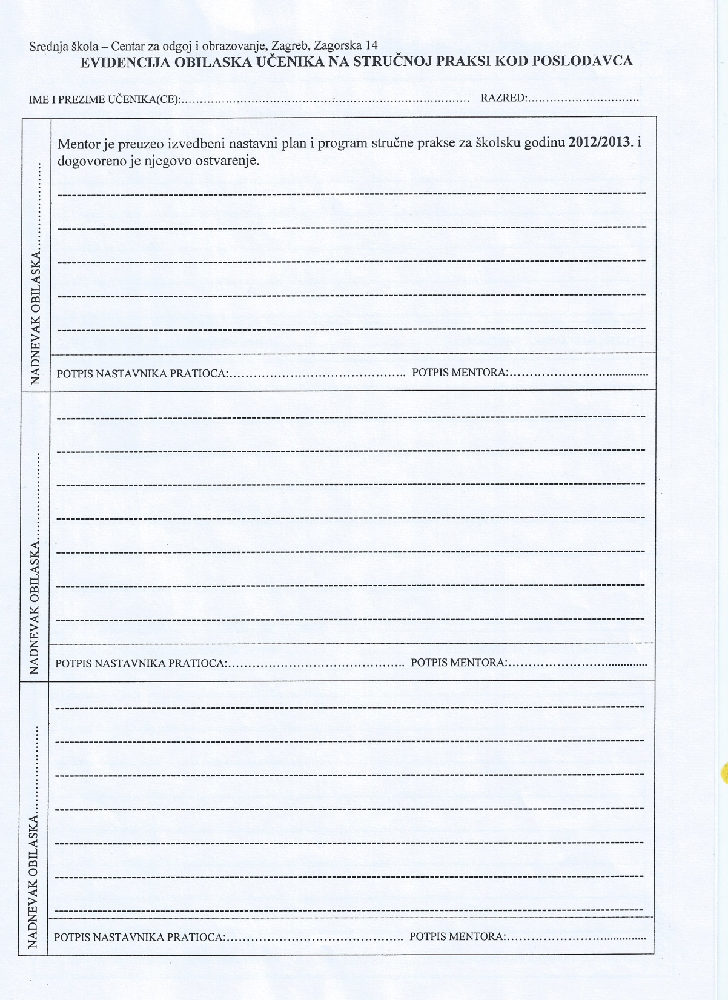 Srednja škola – Centar za odgoj i obrazovanje, Zagreb, Zagorska 14
EVIDENCIJA OBILASKA UČENIKA NA STRUČNOJ PRAKSI KOD POSLODAVCA
IME I PREZIME UČENIKA(CE):................................................................................ RAZRED:...............................
NADNEVAK OBILASKA............................
Mentor je preuzeo izvedbeni nastavni plan i program stručne prakse za školsku godinu 2012/2013. i
dogovoreno je njegovo ostvarenje.
POTPIS NASTAVNIKA PRATIOCA:................................................. POTPIS MENTORA:.......................................
NADNEVAK OBILASKA............................
POTPIS NASTAVNIKA PRATIOCA:................................................. POTPIS MENTORA:.......................................
NADNEVAK OBILASKA............................
POTPIS NASTAVNIKA PRATIOCA:................................................. POTPIS MENTORA:.......................................